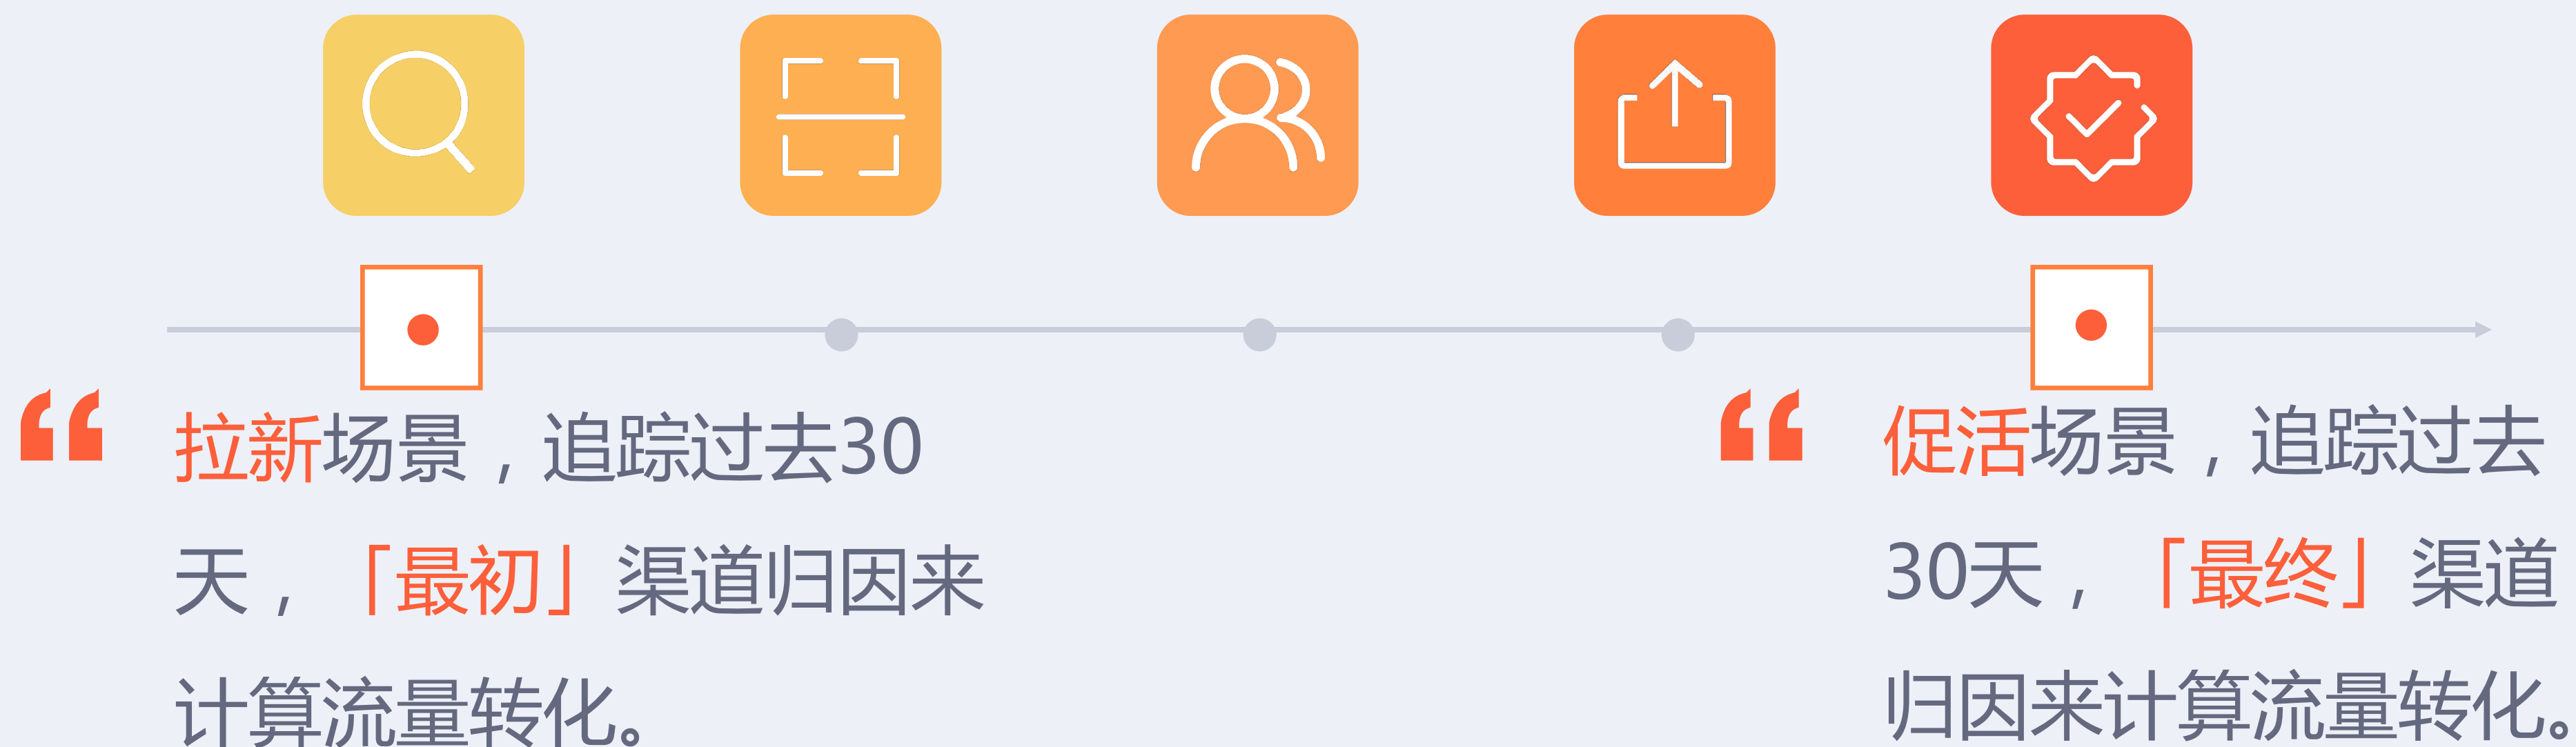 拉新场景，追踪过去30
天，「最初」渠道归因来
计算流量转化。
促活场景，追踪过去
30天，「最终」渠道
归因来计算流量转化。